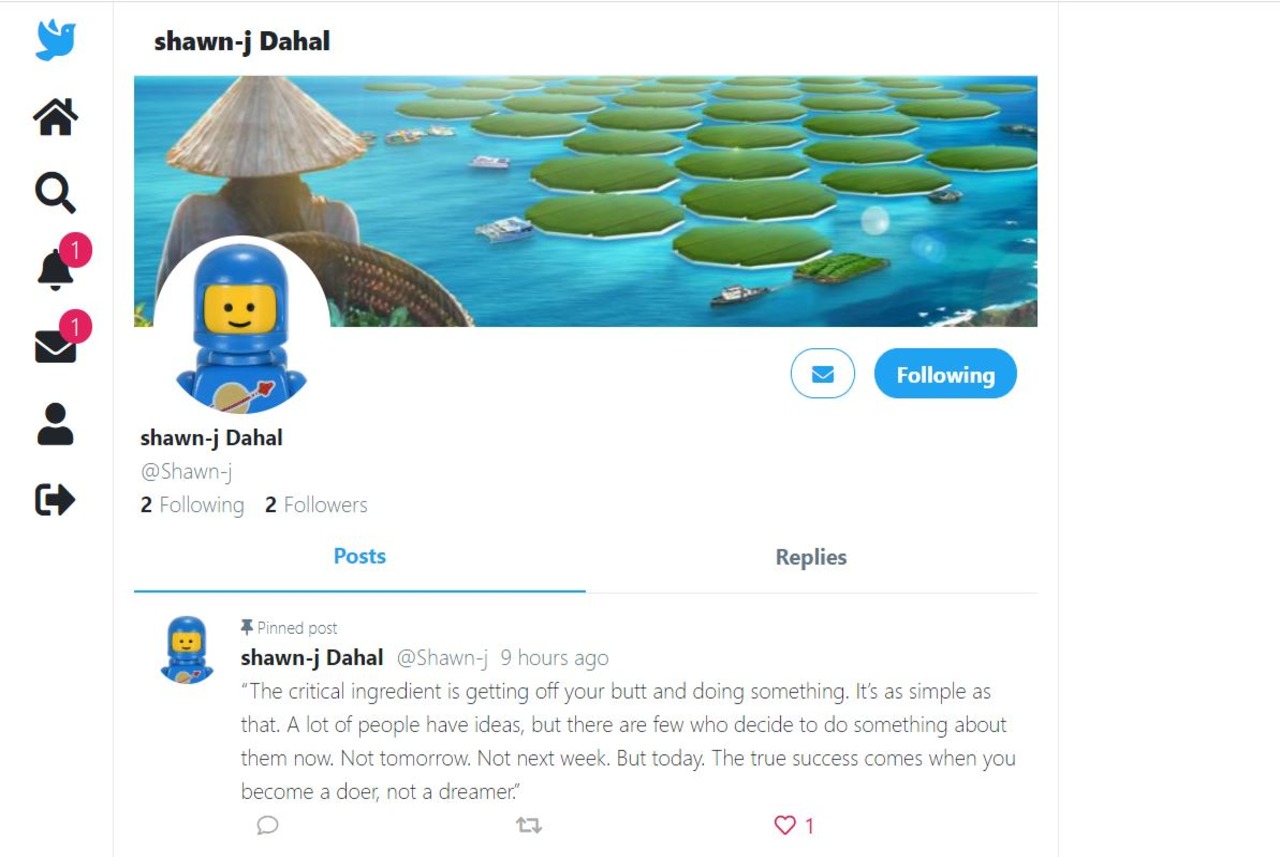 shawn-j Dahal
1
1
Following
shawn-j Dahal
@Shawn-j
2 Following 2 Followers
Posts Replies
Pinned post
shawn-j Dahal @Shawn-j 9 hours ago
“The critical ingredient is getting off your butt and doing something. It’s as simple as
that. A lot of people have ideas, but there are few who decide to do something about
them now. Not tomorrow. Not next week. But today. The true success comes when you
become a doer, not a dreamer.”
1